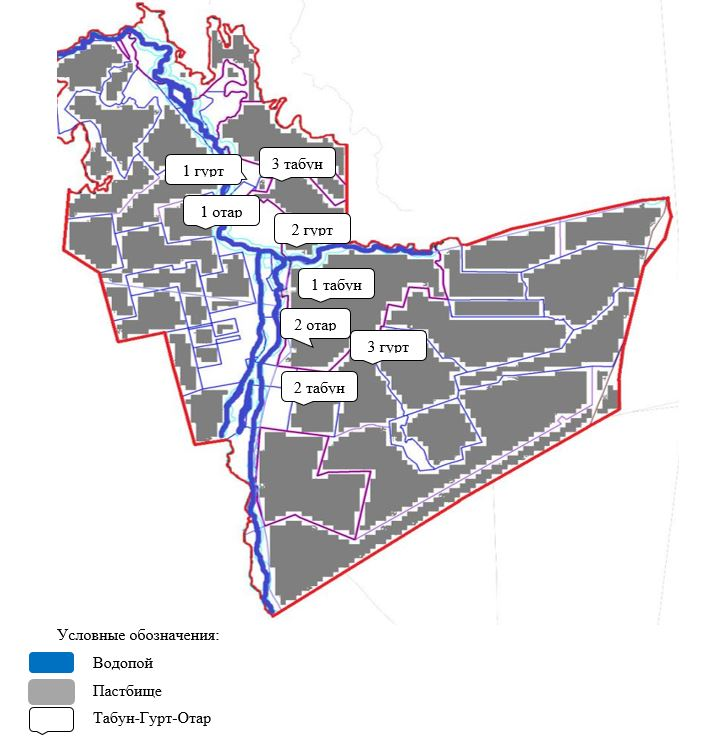 1 гурт
3 табун
1 отар
2 гурт
1 табун
2 отар
3 гурт
2 табун
Условные обозначения:
Водопой
Пастбище
Табун-Гурт-Отар